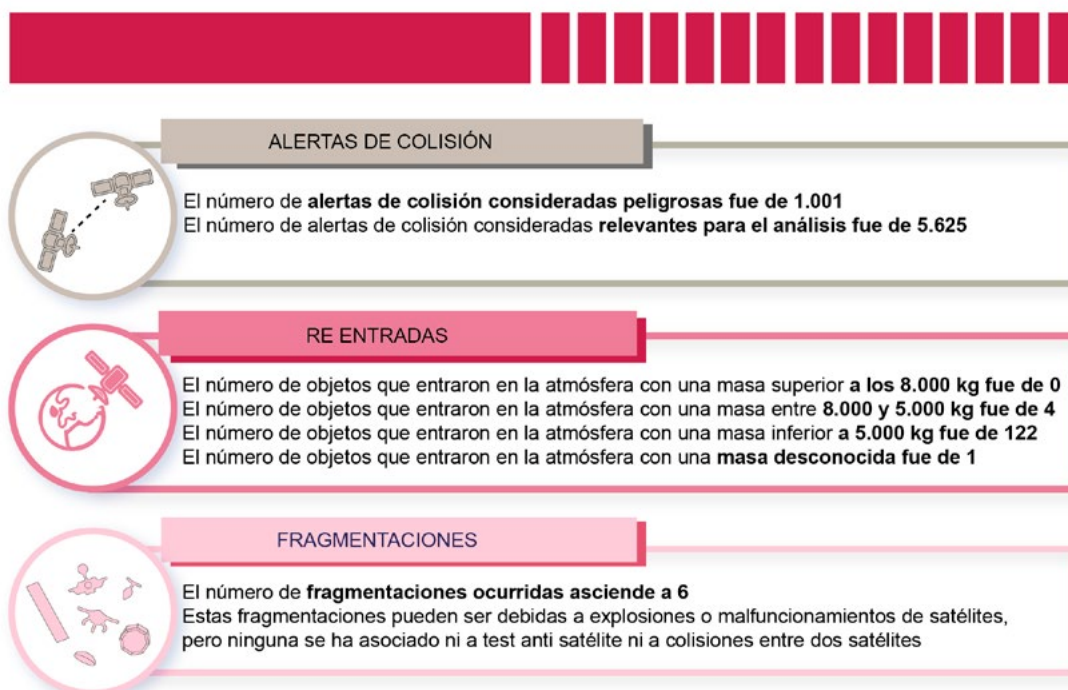 ALERTAS DE COLISIÓN
El número de alertas de colisión consideradas peligrosas fue de 1.001
El número de alertas de colisión consideradas relevantes para el análisis fue de 5.625
RE ENTRADAS
El número de objetos que entraron en la atmósfera con una masa superior a los 8.000 kg fue de 0
El número de objetos que entraron en la atmósfera con una masa entre 8.000 y 5.000 kg fue de 4
El número de objetos que entraron en la atmósfera con una masa inferior a 5.000 kg fue de 122
El número de objetos que entraron en la atmósfera con una masa desconocida fue de 1
FRAGMENTACIONES
El número de fragmentaciones ocurridas asciende a 6
Estas fragmentaciones pueden ser debidas a explosiones o malfuncionamientos de satélites,
pero ninguna se ha asociado ni a test anti satélite ni a colisiones entre dos satélites